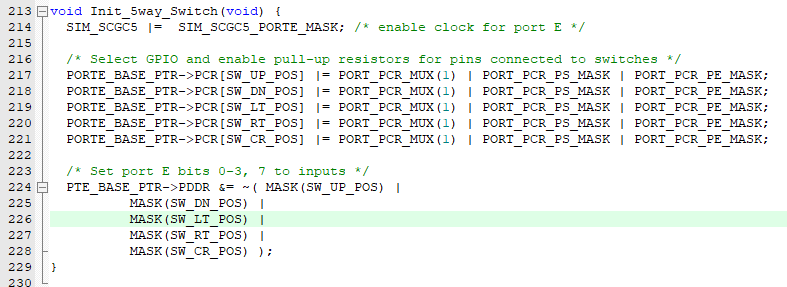 213 void Init_5way_Switch(void) {
214 SIM_SCGC5 |= SIM_SCGC5_PORTE_MASK; /* enable clock for port E */
215
216 /* Select GPIO and enable pull-up resistors for pins connected to switches */
217 PORTE_BASE_PTR->PCR[SW_UP_POS] |= PORT_PCR_MUX(1) | PORT_PCR_PS_MASK | PORT_PCR_PE_MASK;
218 PORTE_BASE_PTR->PCR[SW_DN_POS] |= PORT_PCR_MUX(1) | PORT_PCR_PS_MASK | PORT_PCR_PE_MASK;
219 PORTE_BASE_PTR->PCR[SW_LT_POS] |= PORT_PCR_MUX(1) | PORT_PCR_PS_MASK | PORT_PCR_PE_MASK;
220 PORTE_BASE_PTR->PCR[SW_RT_POS] |= PORT_PCR_MUX(1) | PORT_PCR_PS_MASK | PORT_PCR_PE_MASK;
221 PORTE_BASE_PTR->PCR[SW_CR_POS] |= PORT_PCR_MUX(1) | PORT_PCR_PS_MASK | PORT_PCR_PE_MASK;
222
223 /* Set port E bits 0-3, 7 to inputs */
224 PTE_BASE_PTR->PDDR &= ~( MASK(SW_UP_POS) |
225 MASK(SW_DN_POS) |
226 MASK(SW_LT_POS) |
227 MASK(SW_RT_POS) |
228 MASK(SW_CR_POS) );
229 }
230